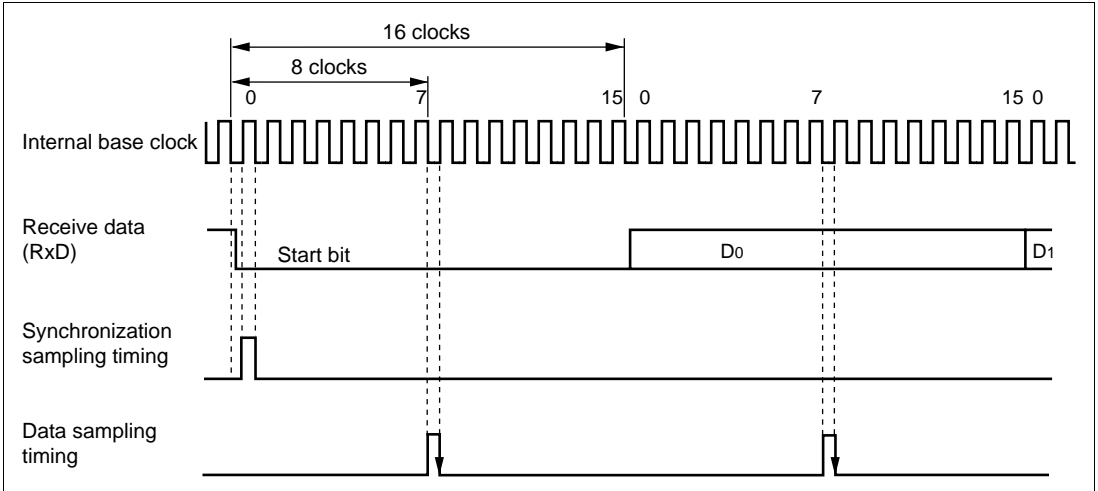 16 clocks
8 clocks
0 7 15 0 7 15 0
Internal base clock
Receive data
(RxD)
Start bit
D0
D1
Synchronization
sampling timing
Data sampling
timing